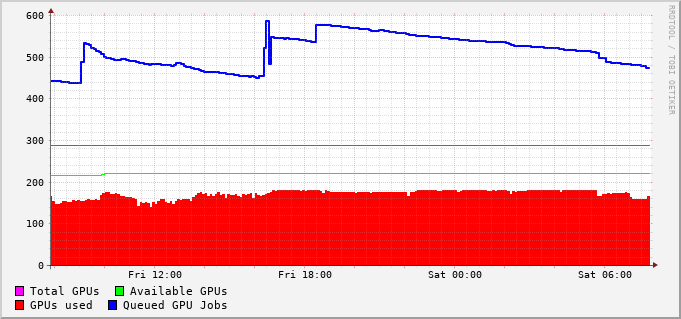 600
500
400
300
200
100
0
Fri 12:00 Fri 18:00 Sat 00:00 Sat 06:00
Total GPUs Available GPUs
GPUs used Queued GPU Jobs
RRDTOOL / TOBI OETIKER